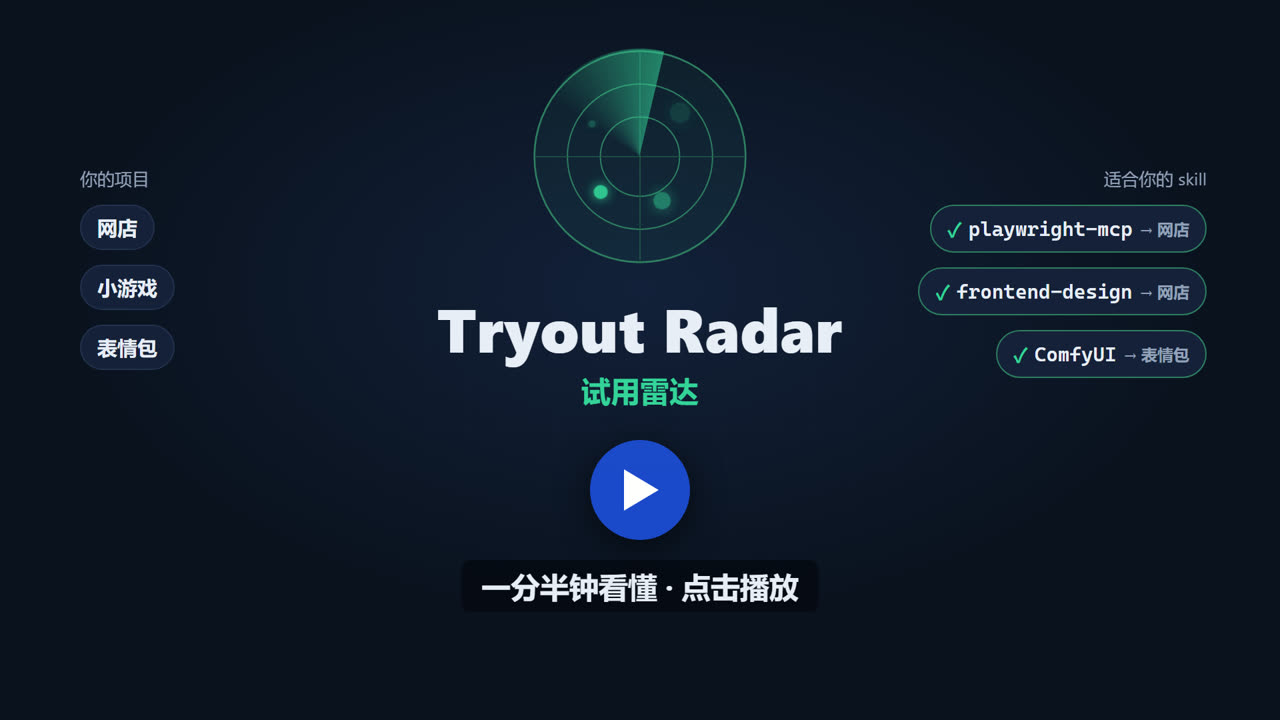 你的项目
网店
小游戏
表情包
Tryout Radar
试用雷达
一分半钟看懂 · 点击播放
适合你的 skill
✓ playwright-mcp → 网店
✓ frontend-design → 网店
✓ ComfyUI → 表情包